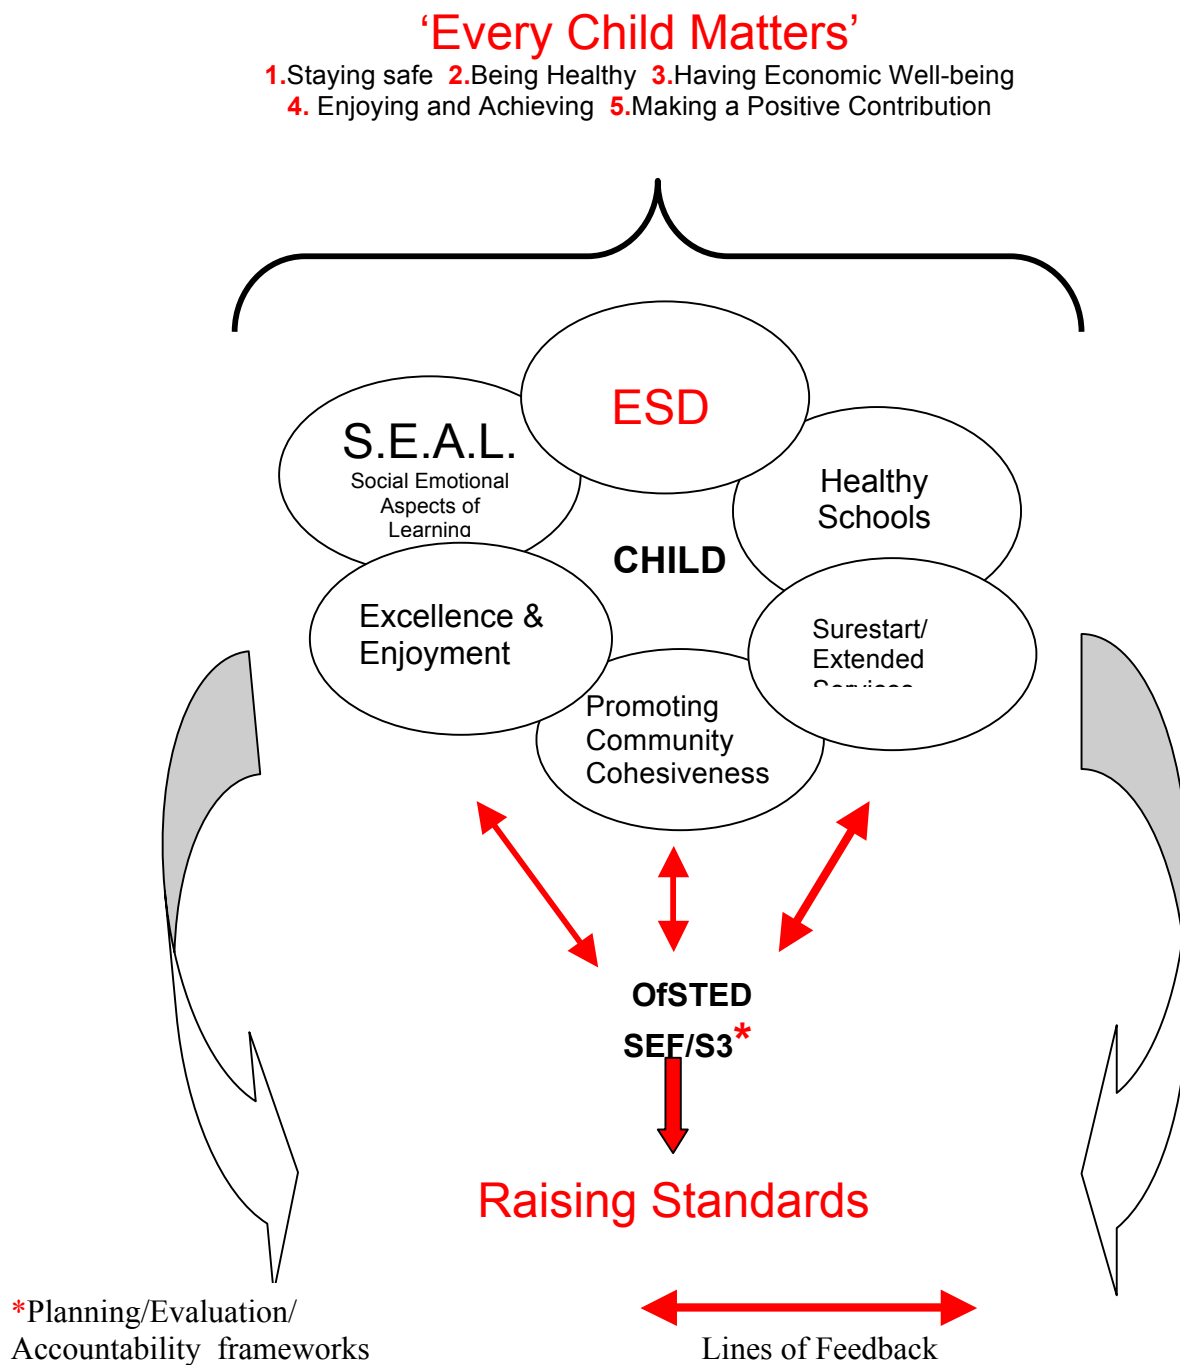 ‘Every Child Matters’
1.Staying safe 2.Being Healthy 3.Having Economic Well-being
4. Enjoying and Achieving 5.Making a Positive Contribution
ESD
S.E.A.L.
Social Emotional
Aspects of
Learning
Healthy
Schools
CHILD
Excellence &
Enjoyment
Surestart/
Extended
Services
Promoting
Community
Cohesiveness
OfSTED
SEF/S3*
Raising Standards
*Planning/Evaluation/
Accountability frameworks
Lines of Feedback